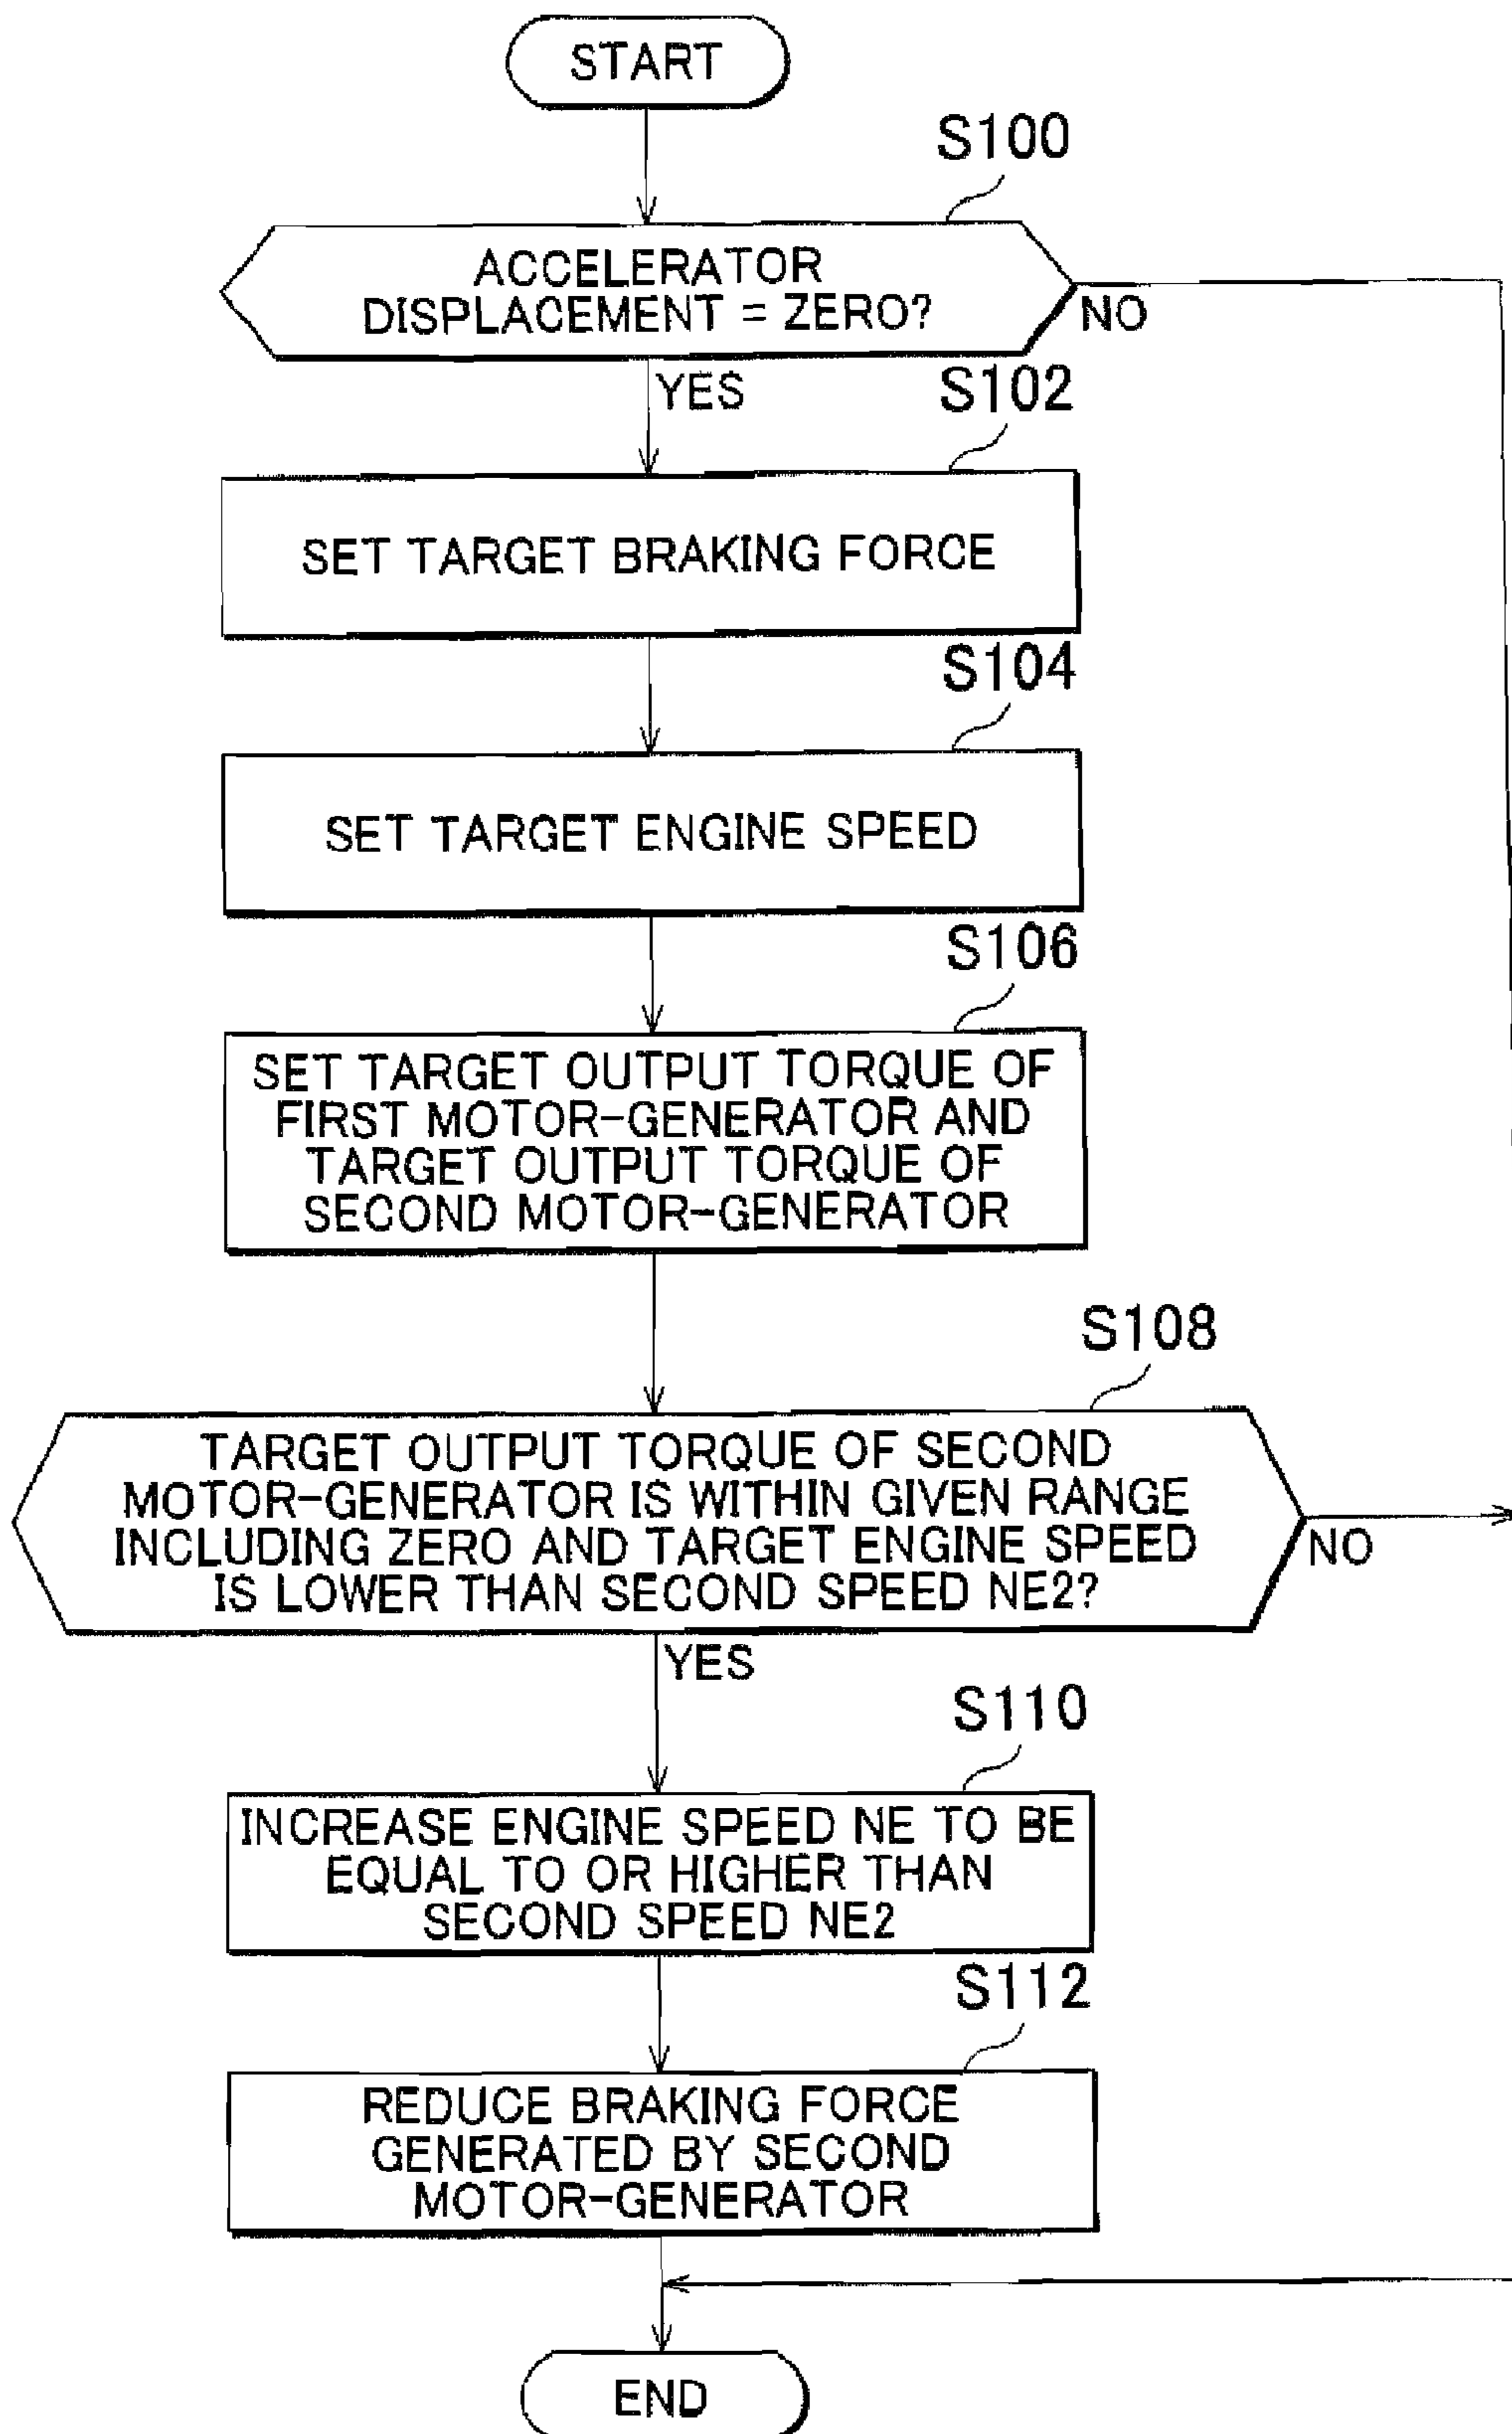 START
S100
ACCELERATOR
DISPLACEMENT = ZERO?
NO
YES
S102
SET TARGET BRAKING FORCE
S104
SET TARGET ENGINE SPEED
S106
SET TARGET OUTPUT TORQUE OF
FIRST MOTOR-GENERATOR AND
TARGET OUTPUT TORQUE OF
SECOND MOTOR-GENERATOR
S108
TARGET OUTPUT TORQUE OF SECOND
MOTOR-GENERATOR IS WITHIN GIVEN RANGE
INCLUDING ZERO AND TARGET ENGINE SPEED
IS LOWER THAN SECOND SPEED NE2?
NO
YES
S110
INCREASE ENGINE SPEED NE TO BE
EQUAL TO OR HIGHER THAN
SECOND SPEED NE2
S112
REDUCE BRAKING FORCE
GENERATED BY SECOND
MOTOR-GENERATOR
END